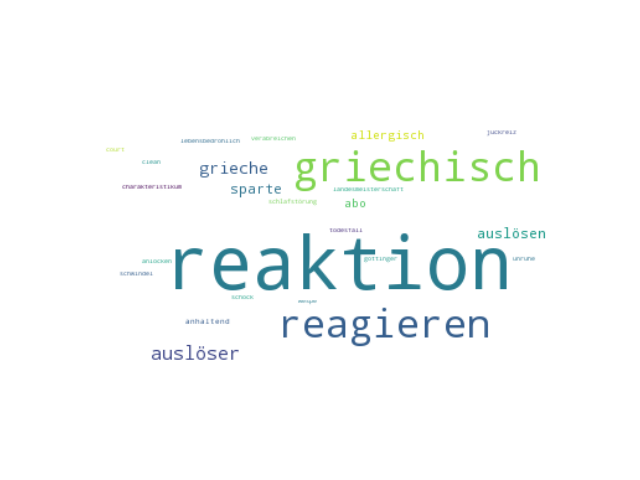 allergisch
juckreiz
lebensbedrohlich
verabreichen
court
clean
grieche
griechisch
charakteristikum
sparte
landesmeisterschaft
schlafstörung
abo
todesfall
auslösen
reaktion
göttinger
unruhe
anlocken
schwindel
schock
anhaltend
reagieren
auslöser